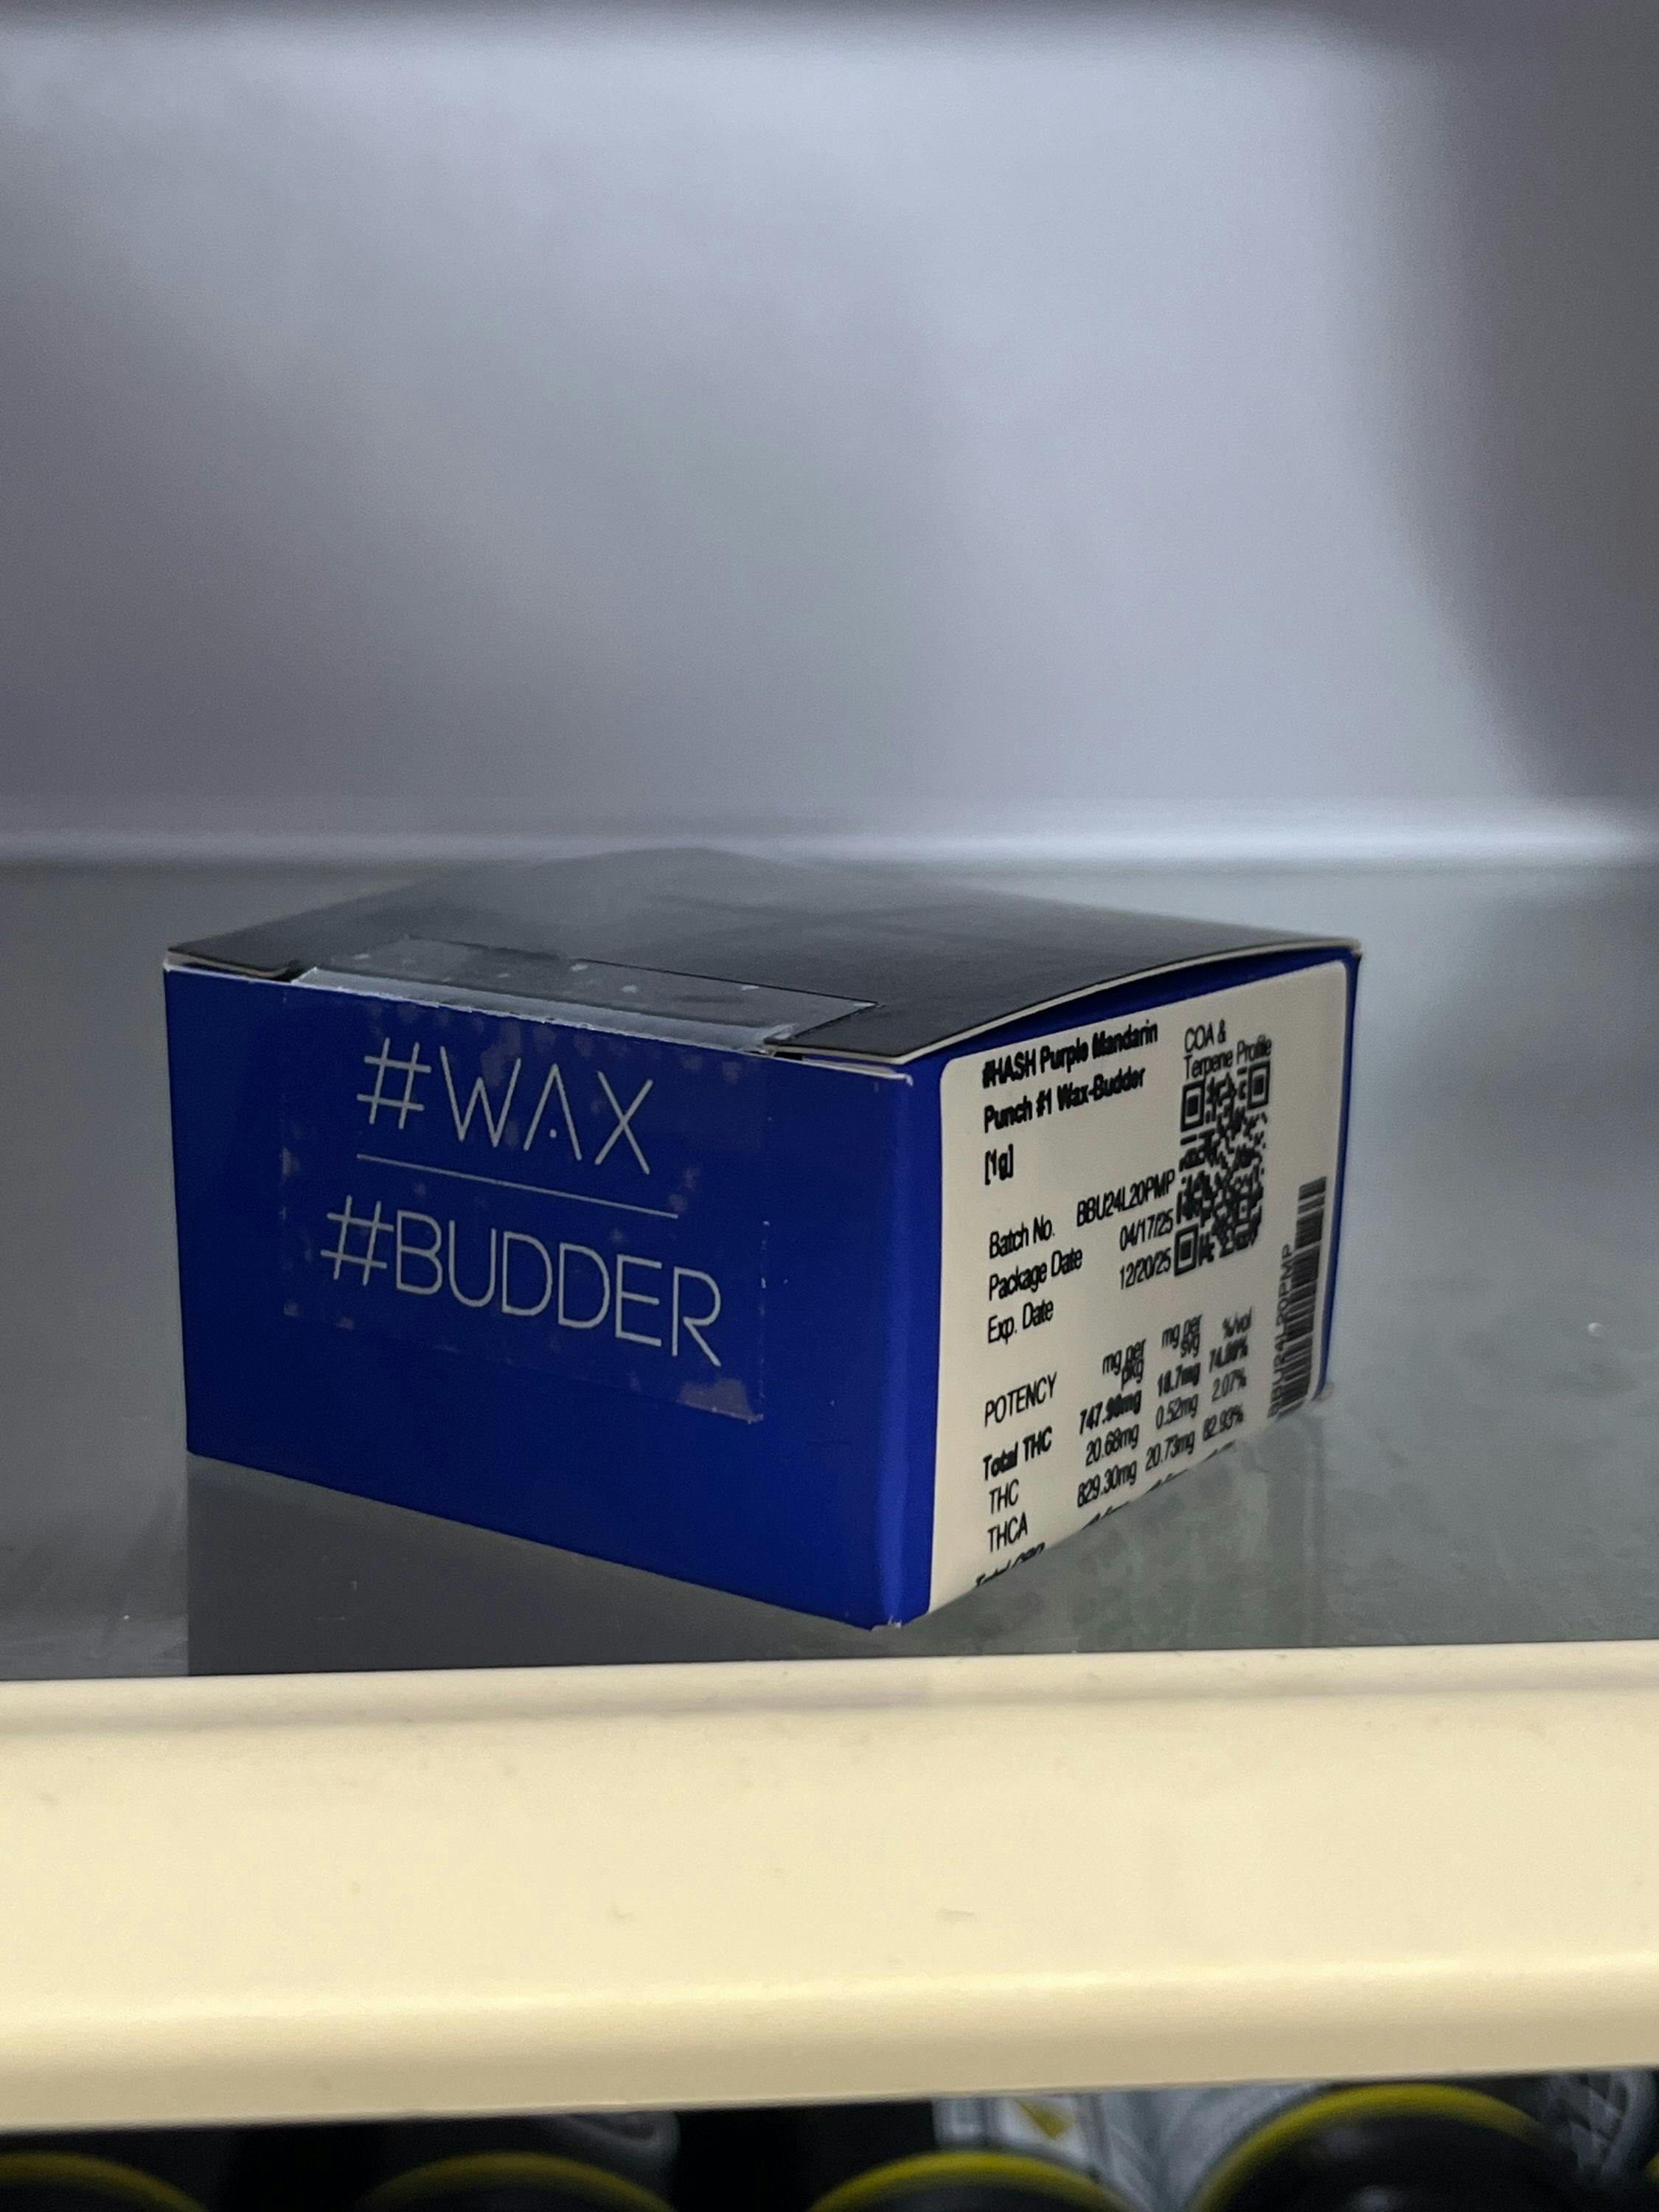 #WAX
#BUDDER
#HASH Purple Mandarin
Punch #1 Wax-Budder
[1g]
COA &
Terpene Profile
Batch No. BBU24L20PMP
Package Date 04/17/25
Exp. Date 12/20/25
BBU24L20PMP
POTENCY mg per pkg mg per svg %/vol
Total THC 747.98mg 18.7mg
THC 20.68mg 0.52mg 2.07%
THCA 829.30mg 20.73mg 82.93%